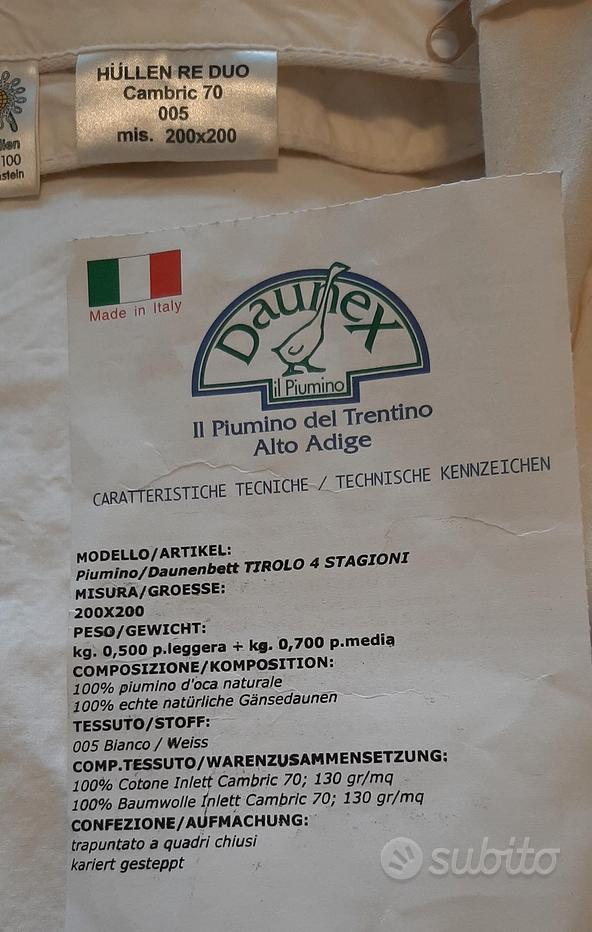 HÜLLEN RE DUO
Cambric 70
005
mis. 200x200
100
Made in Italy
Daunex
il Piumino
Il Piumino del Trentino
Alto Adige
CARATTERISTICHE TECNICHE / TECHNISCHE KENNZEICHEN
MODELLO/ARTIKEL:
Piumino/Daunenbett TIROLO 4 STAGIONI
MISURA/GROESSE:
200X200
PESO/GEWICHT:
kg. 0,500 p.leggera + kg. 0,700 p.media
COMPOSIZIONE/KOMPOSITION:
100% piumino d'oca naturale
100% echte natürliche Gänsedaunen
TESSUTO/STOFF:
005 Bianco / Weiss
COMP.TESSUTO/WARENZUSAMMENSETZUNG:
100% Cotone Inlett Cambric 70; 130 gr/mq
100% Baumwolle Inlett Cambric 70; 130 gr/mq
CONFEZIONE/AUFMACHUNG:
trapuntato a quadri chiusi
kariert gesteppt
subito